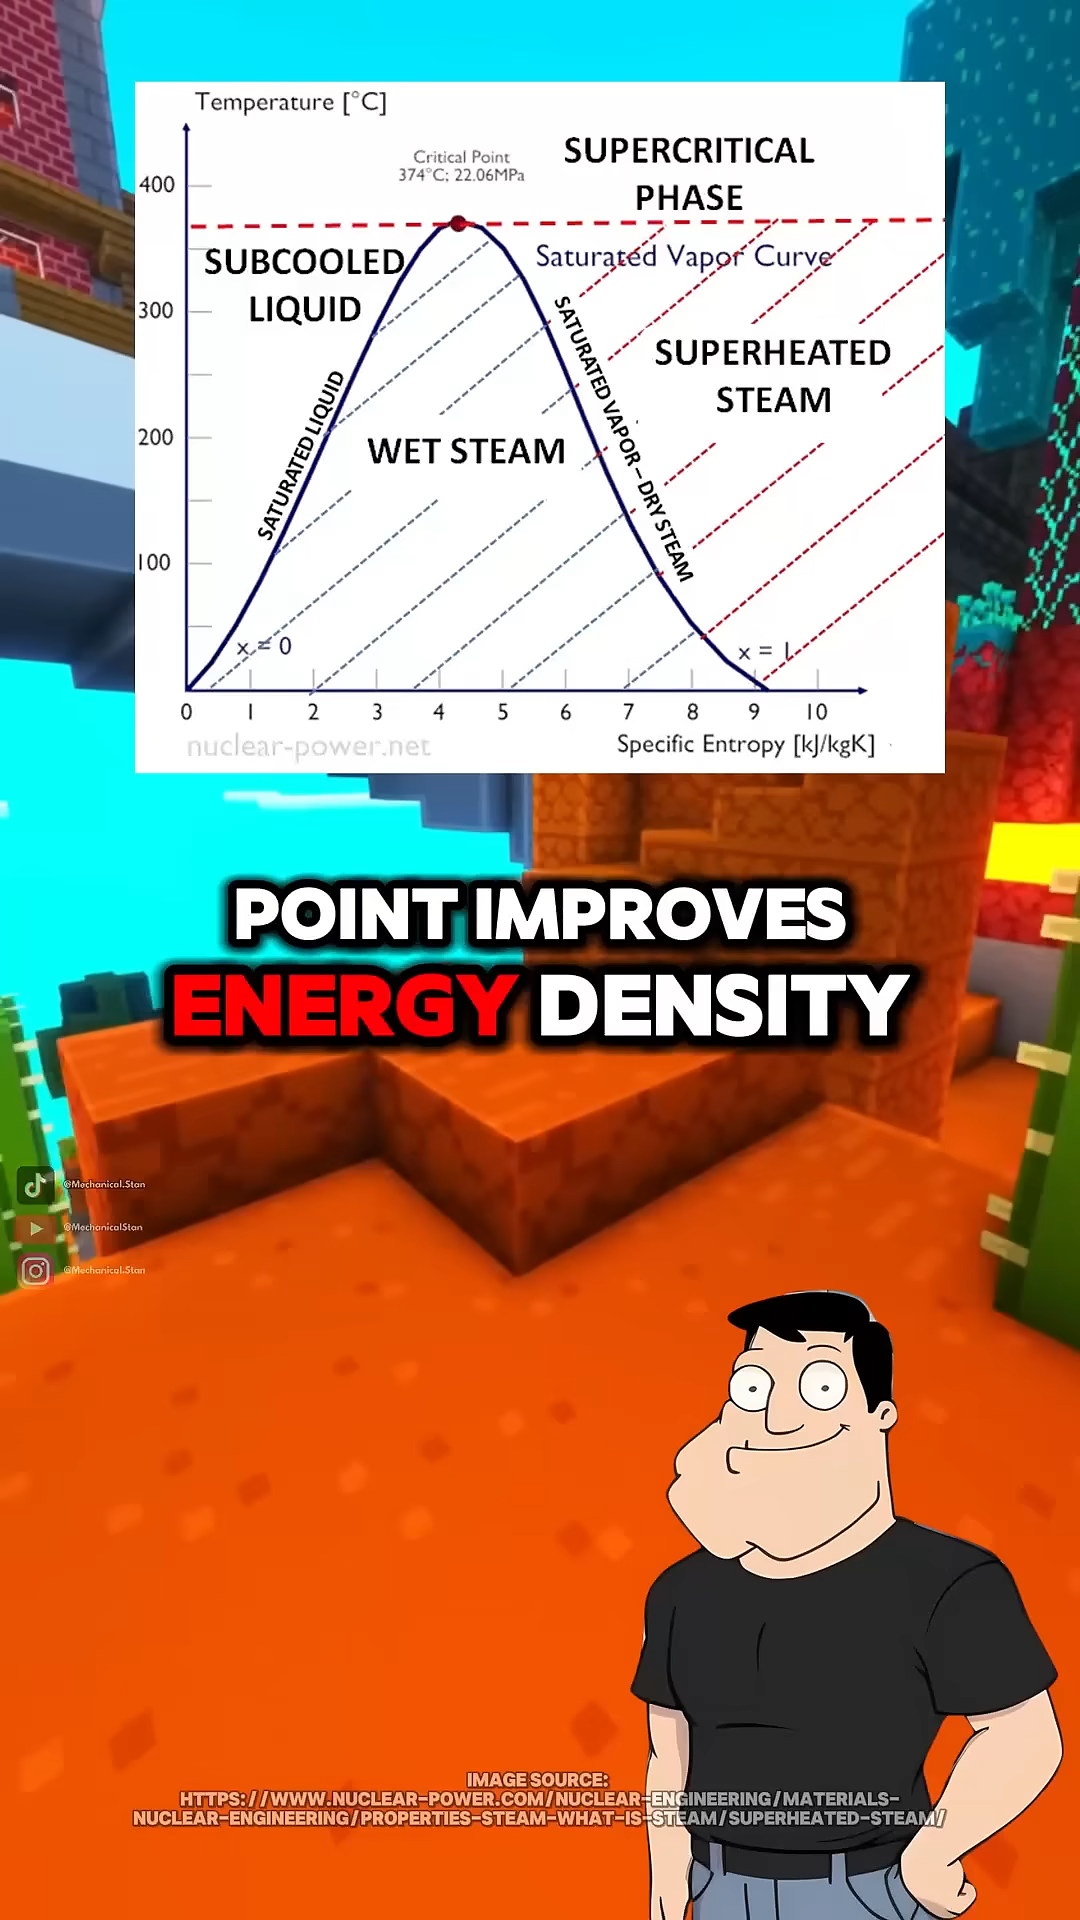 Temperature [°C]
Critical Point
374°C; 22.06MPa
SUPERCRITICAL
PHASE
400
SUBCOOLED
LIQUID
Saturated Vapor Curve
300
SATURATED VAPOR – DRY STEAM
SUPERHEATED
STEAM
SATURATED LIQUID
200
WET STEAM
100
x = 0
x = 1
0 1 2 3 4 5 6 7 8 9 10
nuclear-power.net
Specific Entropy [kJ/kgK]
POINT IMPROVES
ENERGY DENSITY
@Mechanical.Stan
@MechanicalStan
@Mechanical.Stan
IMAGE SOURCE:
HTTPS://WWW.NUCLEAR-POWER.COM/NUCLEAR-ENGINEERING/MATERIALS-
NUCLEAR-ENGINEERING/PROPERTIES-STEAM-WHAT-IS-STEAM/SUPERHEATED-STEAM/